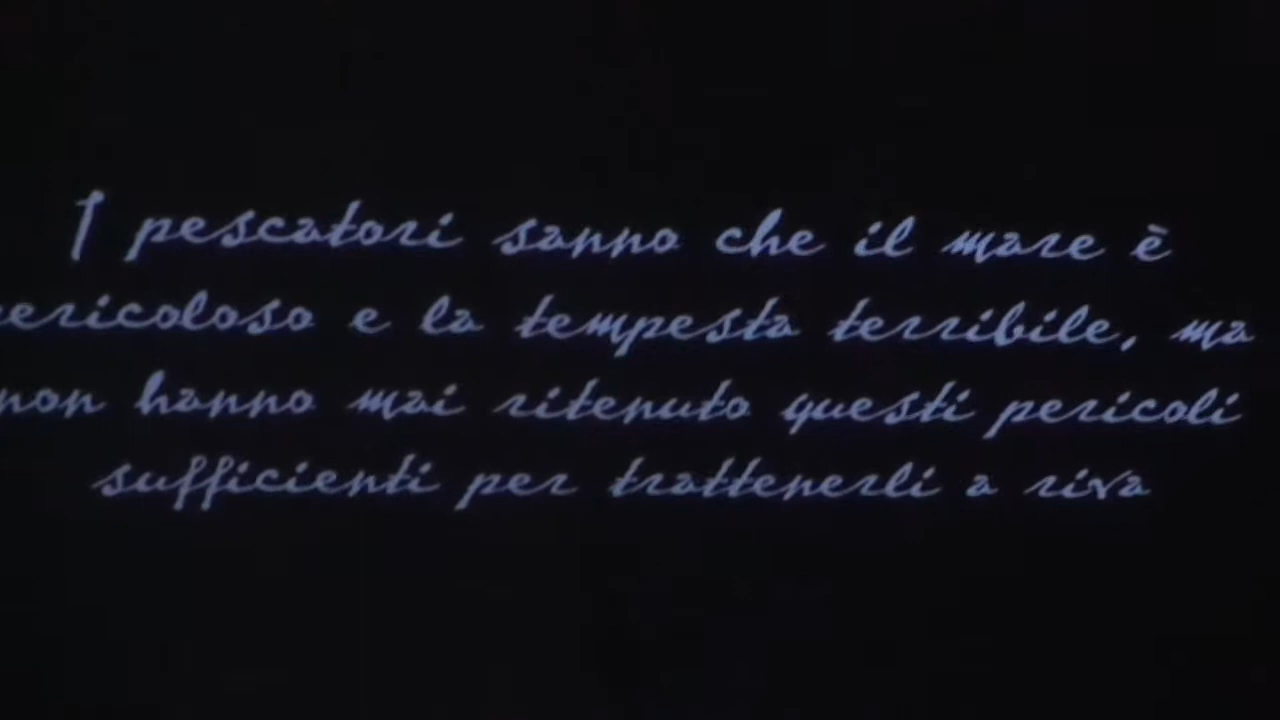 I pescatori sanno che il mare è
ericoloso e la tempesta terribile, ma
non hanno mai ritenuto questi pericoli
sufficienti per trattenerli a riva